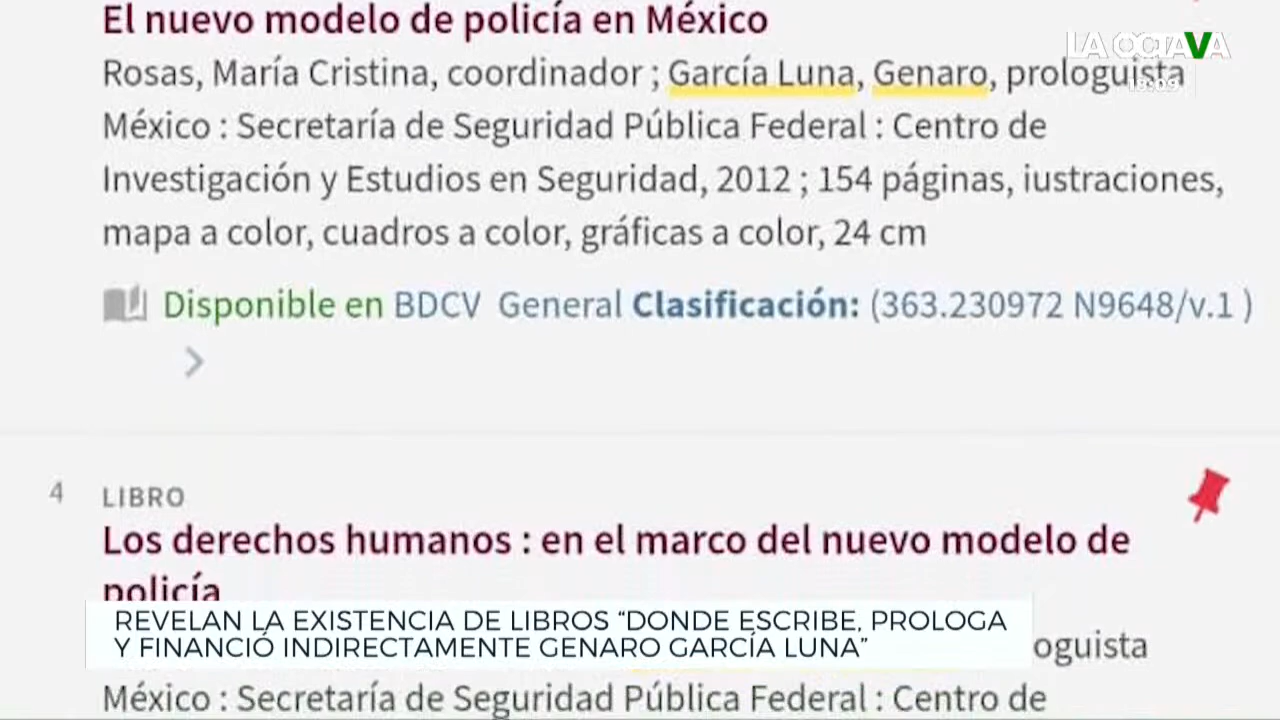 El nuevo modelo de policía en México
LA OCTAVA
Rosas, María Cristina, coordinador ; García Luna, Genaro, prologuista
México : Secretaría de Seguridad Pública Federal : Centro de
Investigación y Estudios en Seguridad, 2012 ; 154 páginas, iustraciones,
mapa a color, cuadros a color, gráficas a color, 24 cm
Disponible en BDCV General Clasificación: (363.230972 N9648/v.1 )
4 LIBRO
Los derechos humanos : en el marco del nuevo modelo de
policía
REVELAN LA EXISTENCIA DE LIBROS “DONDE ESCRIBE, PROLOGA
Y FINANCIÓ INDIRECTAMENTE GENARO GARCÍA LUNA”
oguista
México : Secretaría de Seguridad Pública Federal : Centro de